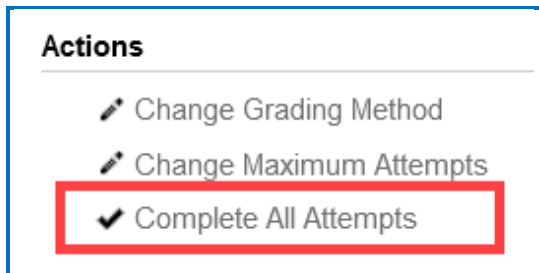 Actions
Change Grading Method
Change Maximum Attempts
Complete All Attempts